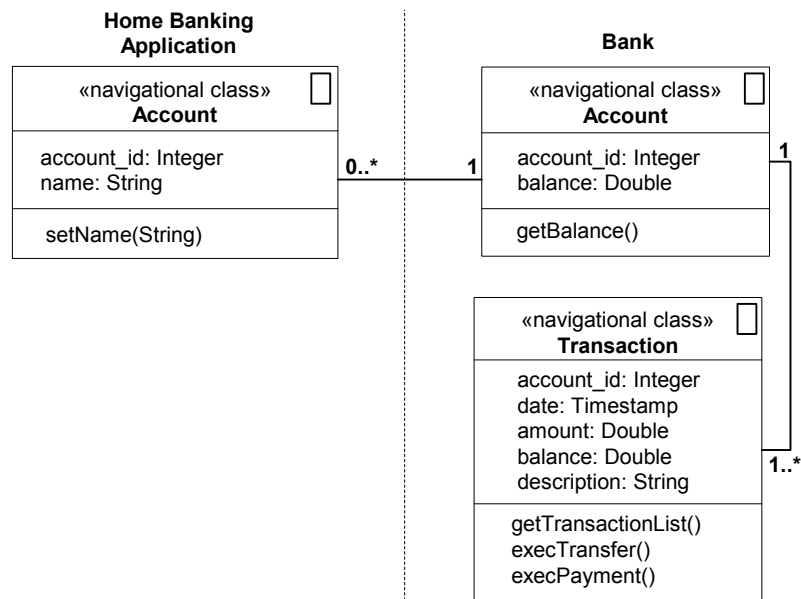 Home Banking
Application
«navigational class»
Account
account_id: Integer
name: String
setName(String)
0..*
1
Bank
«navigational class»
Account
account_id: Integer
balance: Double
getBalance()
1
«navigational class»
Transaction
account_id: Integer
date: Timestamp
amount: Double
balance: Double
description: String
1..*
getTransactionList()
execTransfer()
execPayment()